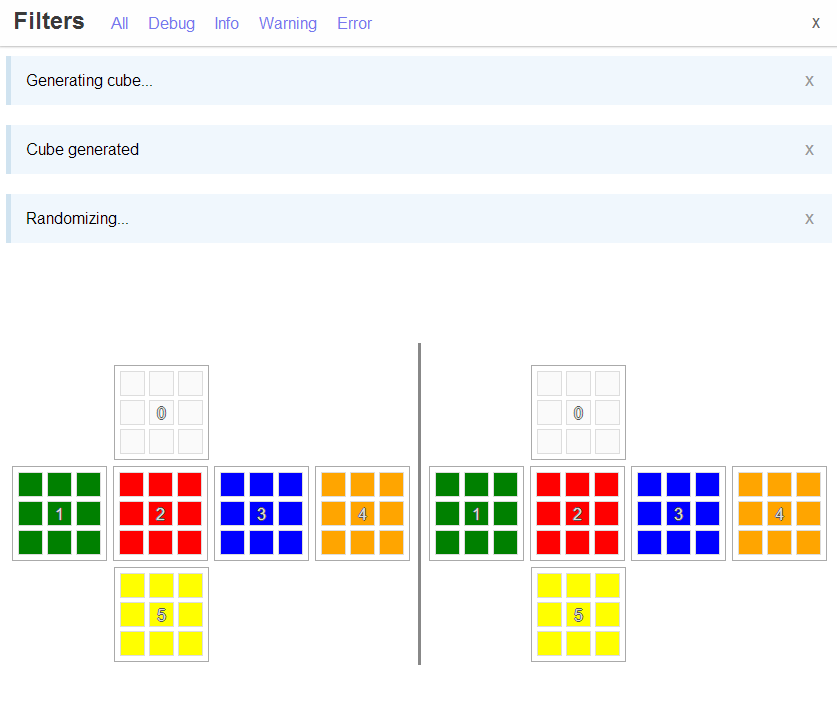 Filters All Debug Info Warning Error x
Generating cube... x
Cube generated x
Randomizing... x
0 0
1 2 3 4 1 2 3 4
5 5